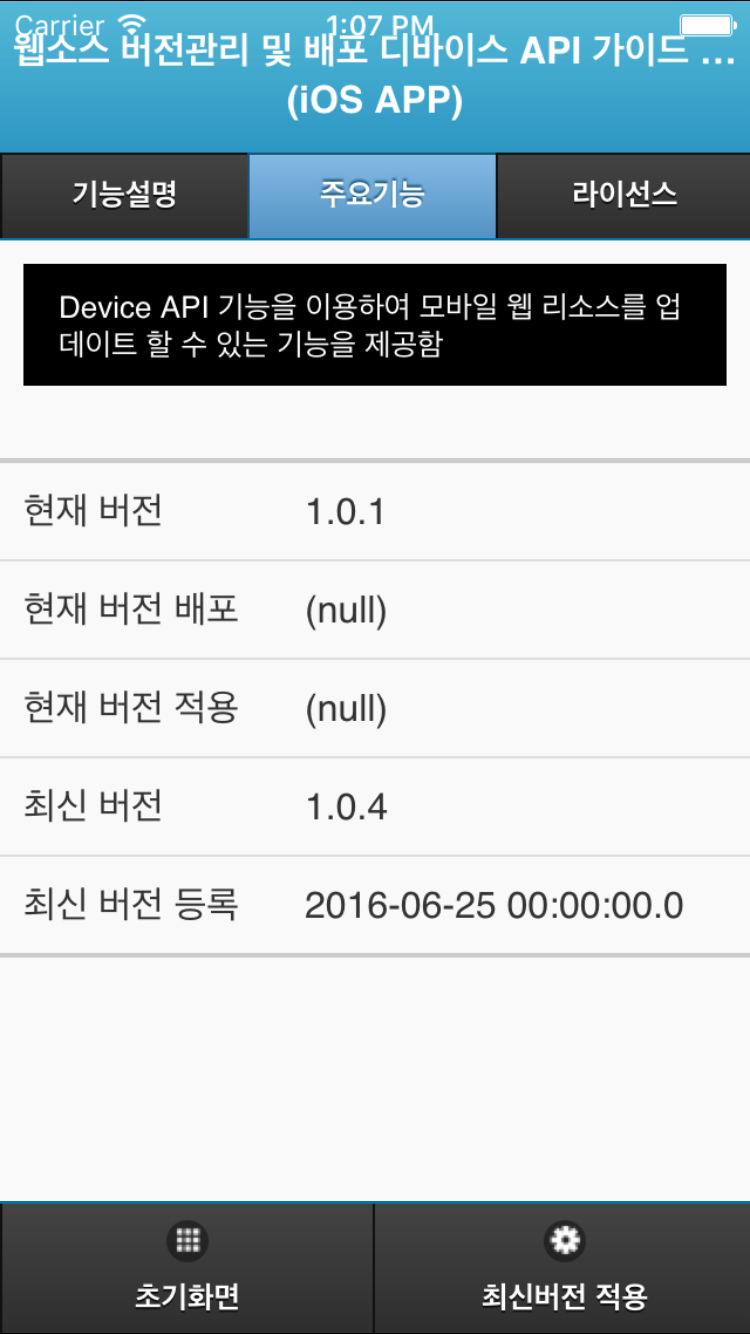 Carrier 1:07 PM
웹소스 버전관리 및 배포 디바이스 API 가이드 ...
(iOS APP)
기능설명 주요기능 라이선스
Device API 기능을 이용하여 모바일 웹 리소스를 업
데이트 할 수 있는 기능을 제공함
현재 버전 1.0.1
현재 버전 배포 (null)
현재 버전 적용 (null)
최신 버전 1.0.4
최신 버전 등록 2016-06-25 00:00:00.0
초기화면 최신버전 적용